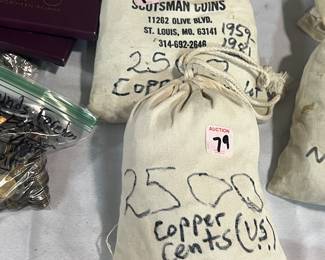 SCOTSMAN COINS
11262 OLIVE BLVD.
ST. LOUIS, MO. 63141
314-692-2646
1959
1981
2500
Copper
AUCTION
79
2500
Copper
Cents (U.S.)